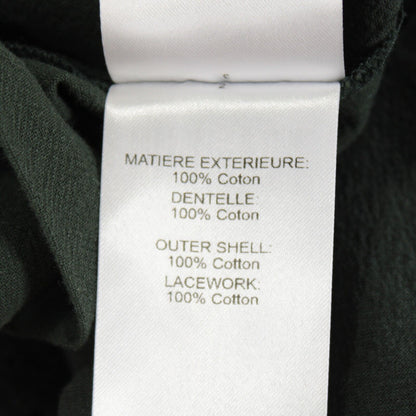 MATIERE EXTERIEURE:
100% Coton
DENTELLE:
100% Coton
OUTER SHELL:
100% Cotton
LACEWORK:
100% Cotton